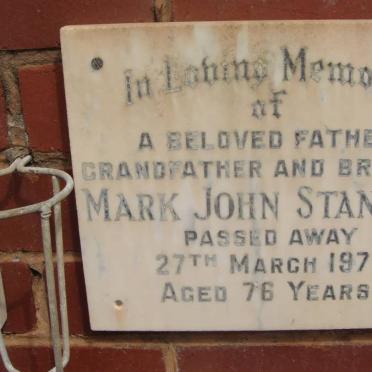 In Loving Memo
of
A BELOVED FATHE
GRANDFATHER AND BR
MARK JOHN STAN
PASSED AWAY
27TH MARCH 197
AGED 76 YEARS